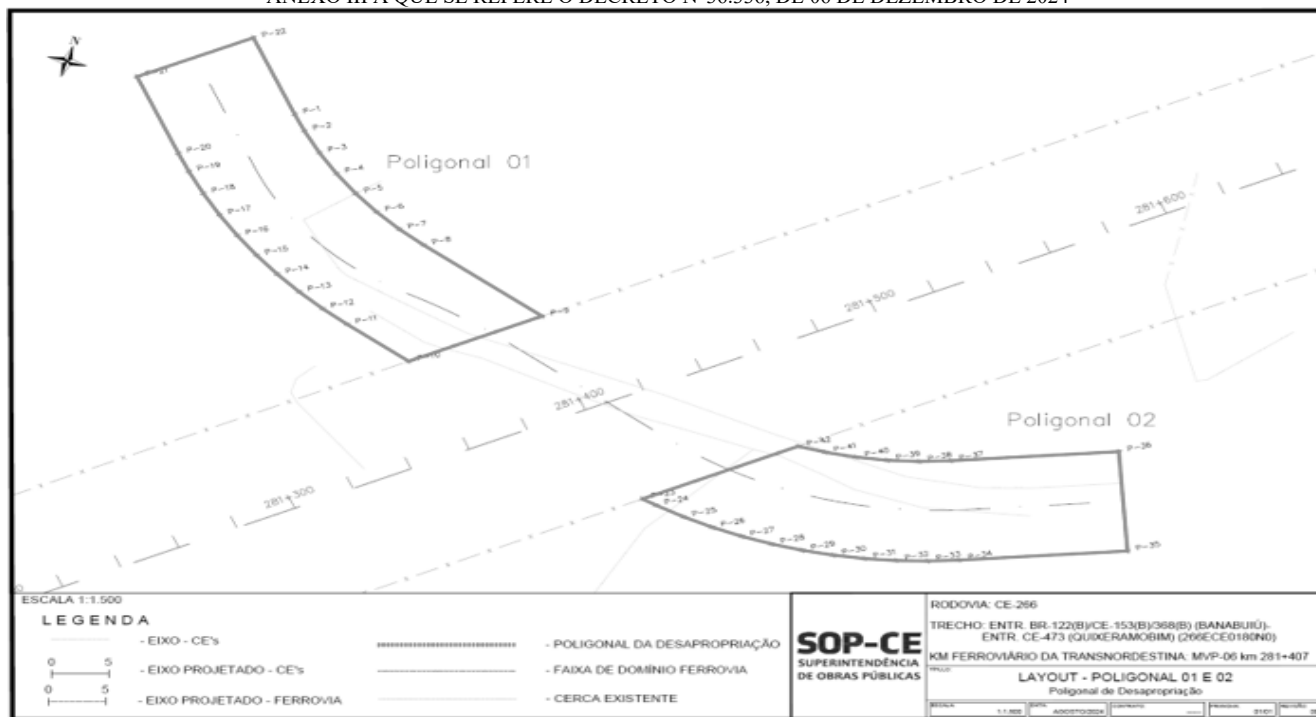 ANEXO III A QUE SE REFERE O DECRETO Nº36.336, DE 06 DE DEZEMBRO DE 2024
N
P-22
P-21
P-1
P-2
P-3
P-4
P-5
P-6
P-7
P-8
P-9
P-20
P-19
P-18
P-17
P-16
P-15
P-14
P-13
P-12
P-11
P-10
Poligonal 01
281+600
281+500
281+400
281+300
Poligonal 02
P-42
P-41
P-40
P-39
P-38
P-37
P-36
P-23
P-24
P-25
P-26
P-27
P-28
P-29
P-30
P-31
P-32
P-33
P-34
P-35
ESCALA 1:1.500
LEGENDA
- EIXO - CE's
0 5
- EIXO PROJETADO - CE's
0 5
- EIXO PROJETADO - FERROVIA
- POLIGONAL DA DESAPROPRIAÇÃO
- FAIXA DE DOMÍNIO FERROVIA
- CERCA EXISTENTE
SOP-CE
SUPERINTENDÊNCIA
DE OBRAS PÚBLICAS
RODOVIA: CE-266
TRECHO: ENTR. BR-122(B)/CE-153(B)/368(B) (BANABUIÚ)-
ENTR. CE-473 (QUIXERAMOBIM) (266ECE0180N0)
KM FERROVIÁRIO DA TRANSNORDESTINA: MVP-06 km 281+407
LAYOUT - POLIGONAL 01 E 02
Poligonal de Desapropriação
1:1.500
AGOSTO/2024
01/01